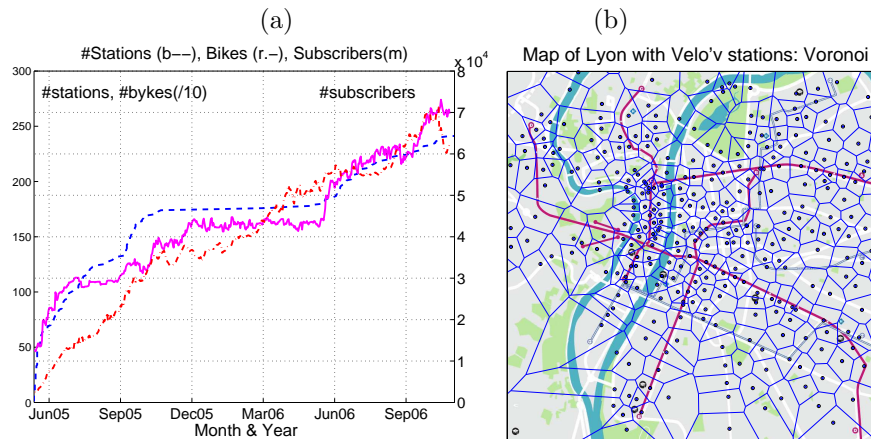 (a)
(b)
#Stations (b−−), Bikes (r.−), Subscribers(m)
x 10^4
Map of Lyon with Velo'v stations: Voronoi
#stations, #bykes(/10)
#subscribers
300
250
200
150
100
50
0
8
7
6
5
4
3
2
1
0
Jun05 Sep05 Dec05 Mar06 Jun06 Sep06
Month & Year